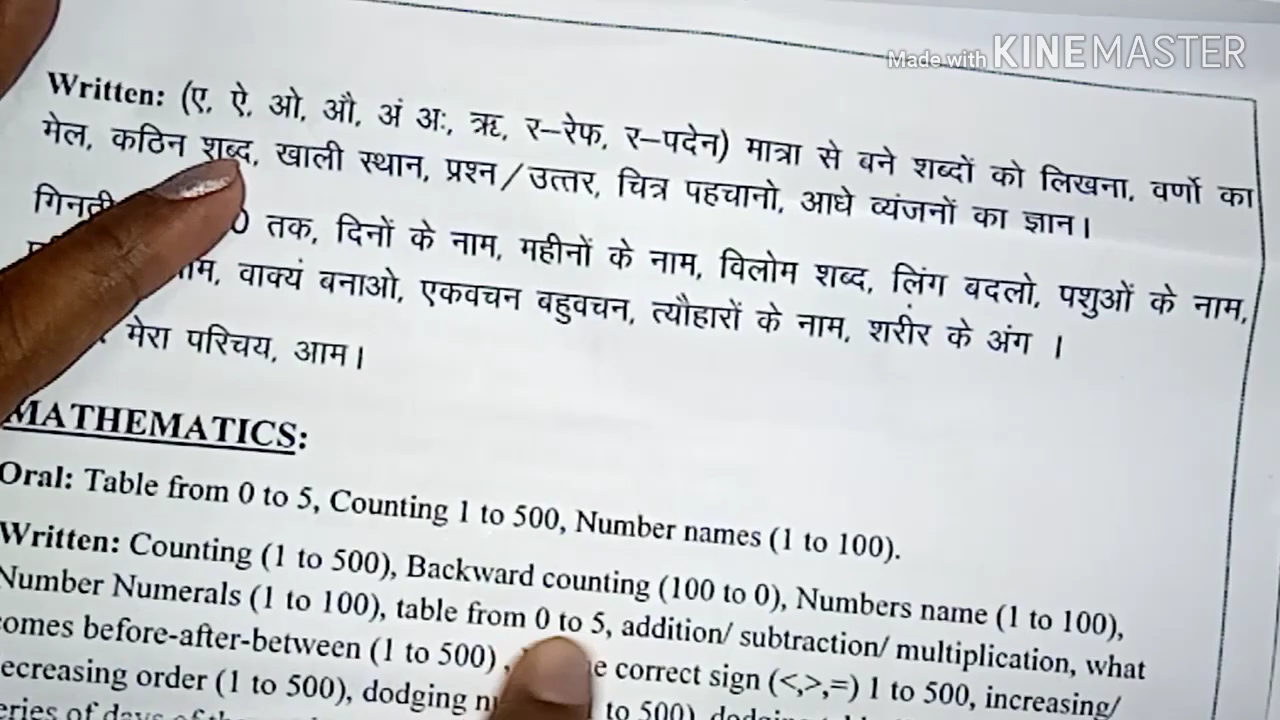 Made with KINEMASTER
Written: (ए, ऐ, ओ, औ, अं अः, ऋ, र–रेफ, र–पदेन) मात्रा से बने शब्दों को लिखना, वर्णो का
मेल, कठिन शब्द, खाली स्थान, प्रश्न/उत्तर, चित्र पहचानो, आधे व्यंजनों का ज्ञान।
गिनती 0 तक, दिनों के नाम, महीनों के नाम, विलोम शब्द, लिंग बदलो, पशुओं के नाम,
वाक्यं बनाओ, एकवचन बहुवचन, त्यौहारों के नाम, शरीर के अंग ।
मेरा परिचय, आम।
MATHEMATICS:
Oral: Table from 0 to 5, Counting 1 to 500, Number names (1 to 100).
Written: Counting (1 to 500), Backward counting (100 to 0), Numbers name (1 to 100),
Number Numerals (1 to 100), table from 0 to 5, addition/ subtraction/ multiplication, what
comes before-after-between (1 to 500) , correct sign (<,>,=) 1 to 500, increasing/
decreasing order (1 to 500), dodging to 500),